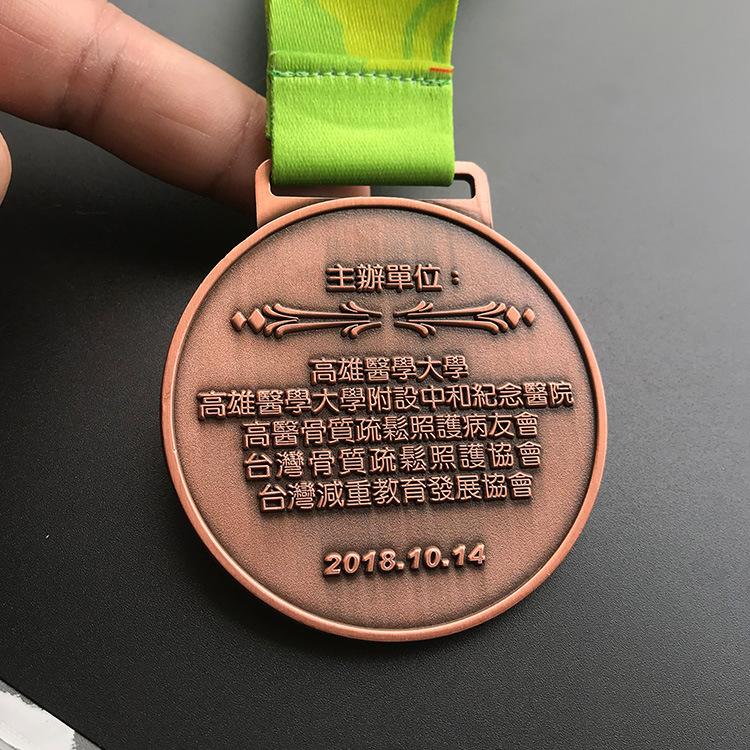 主辦單位：
高雄醫學大學
高雄醫學大學附設中和紀念醫院
高醫骨質疏鬆照護病友會
台灣骨質疏鬆照護協會
台灣減重教育發展協會
2018.10.14